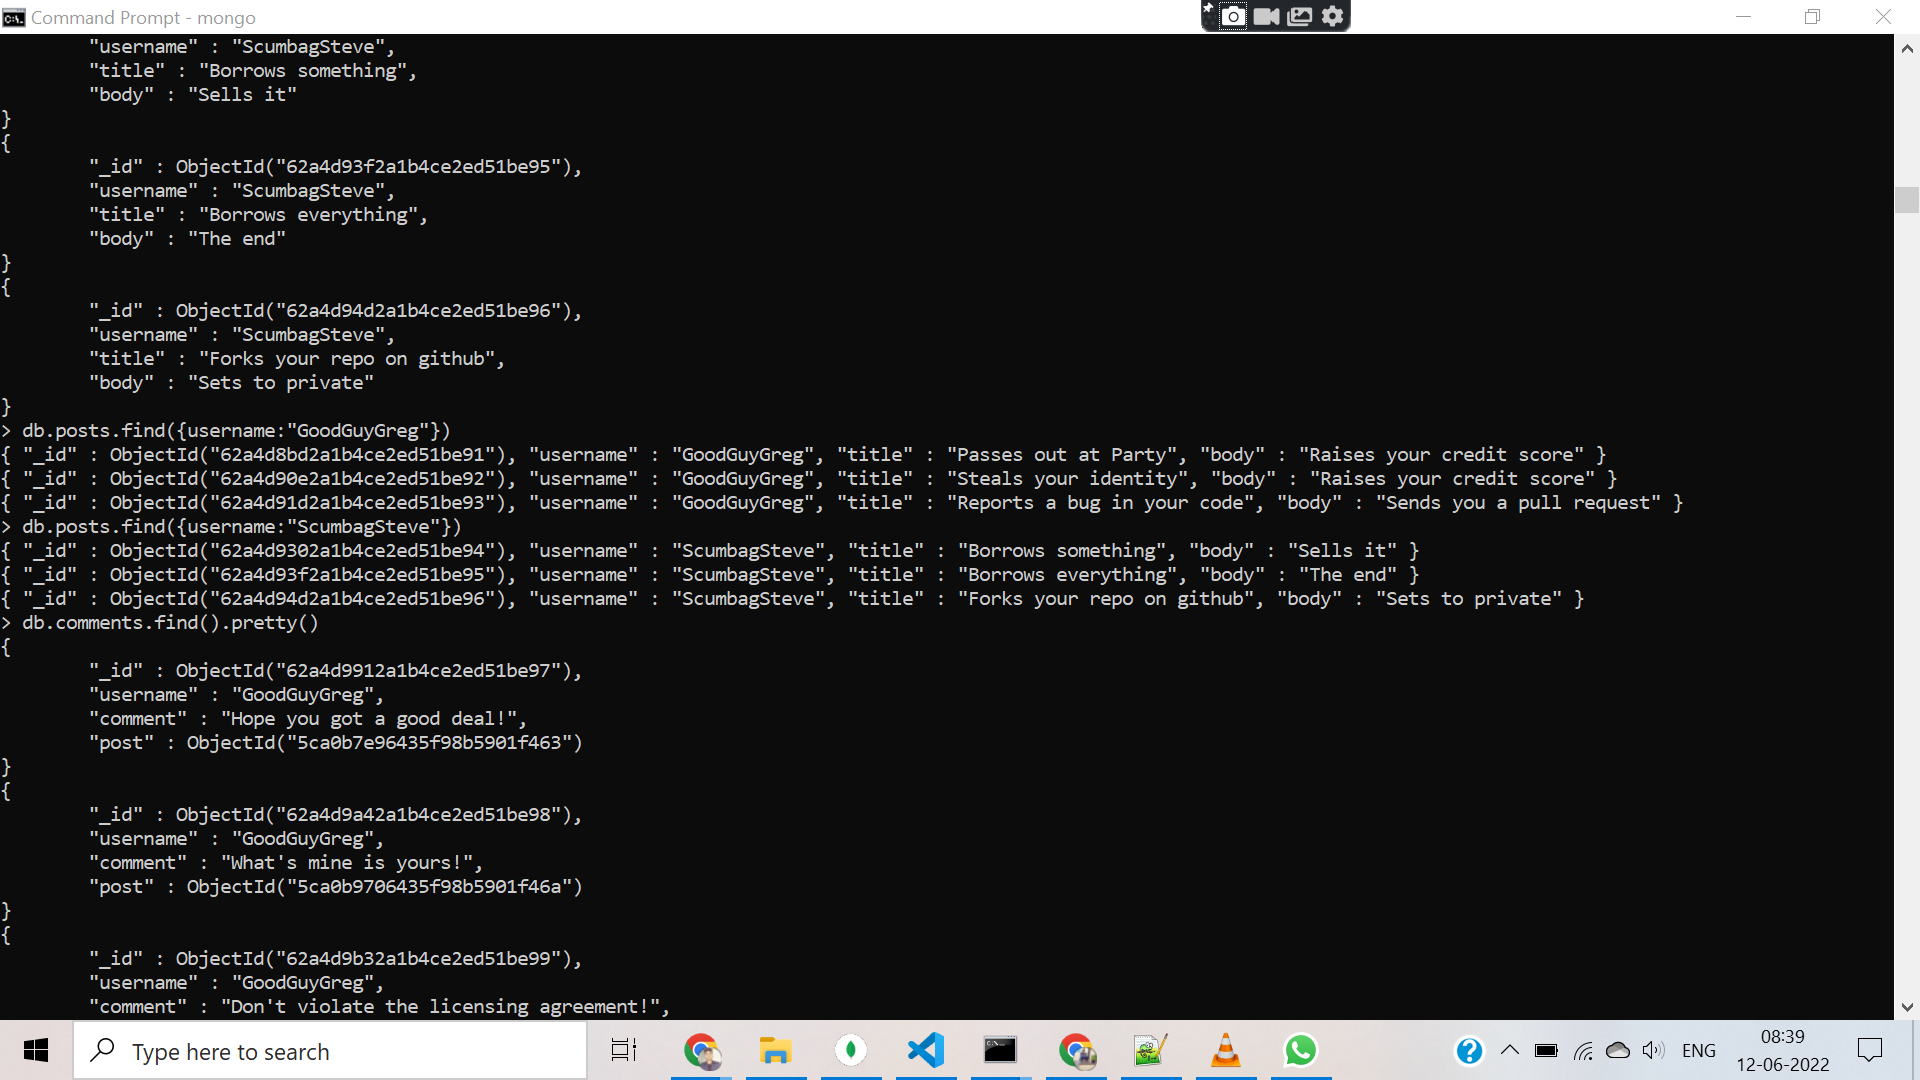 Command Prompt - mongo
"username" : "ScumbagSteve",
"title" : "Borrows something",
"body" : "Sells it"
}
{
"_id" : ObjectId("62a4d93f2a1b4ce2ed51be95"),
"username" : "ScumbagSteve",
"title" : "Borrows everything",
"body" : "The end"
}
{
"_id" : ObjectId("62a4d94d2a1b4ce2ed51be96"),
"username" : "ScumbagSteve",
"title" : "Forks your repo on github",
"body" : "Sets to private"
}
> db.posts.find({username:"GoodGuyGreg"})
{ "_id" : ObjectId("62a4d8bd2a1b4ce2ed51be91"), "username" : "GoodGuyGreg", "title" : "Passes out at Party", "body" : "Raises your credit score" }
{ "_id" : ObjectId("62a4d90e2a1b4ce2ed51be92"), "username" : "GoodGuyGreg", "title" : "Steals your identity", "body" : "Raises your credit score" }
{ "_id" : ObjectId("62a4d91d2a1b4ce2ed51be93"), "username" : "GoodGuyGreg", "title" : "Reports a bug in your code", "body" : "Sends you a pull request" }
> db.posts.find({username:"ScumbagSteve"})
{ "_id" : ObjectId("62a4d9302a1b4ce2ed51be94"), "username" : "ScumbagSteve", "title" : "Borrows something", "body" : "Sells it" }
{ "_id" : ObjectId("62a4d93f2a1b4ce2ed51be95"), "username" : "ScumbagSteve", "title" : "Borrows everything", "body" : "The end" }
{ "_id" : ObjectId("62a4d94d2a1b4ce2ed51be96"), "username" : "ScumbagSteve", "title" : "Forks your repo on github", "body" : "Sets to private" }
> db.comments.find().pretty()
{
"_id" : ObjectId("62a4d9912a1b4ce2ed51be97"),
"username" : "GoodGuyGreg",
"comment" : "Hope you got a good deal!",
"post" : ObjectId("5ca0b7e96435f98b5901f463")
}
{
"_id" : ObjectId("62a4d9a42a1b4ce2ed51be98"),
"username" : "GoodGuyGreg",
"comment" : "What's mine is yours!",
"post" : ObjectId("5ca0b9706435f98b5901f46a")
}
{
"_id" : ObjectId("62a4d9b32a1b4ce2ed51be99"),
"username" : "GoodGuyGreg",
"comment" : "Don't violate the licensing agreement!",
Type here to search
ENG
08:39
12-06-2022